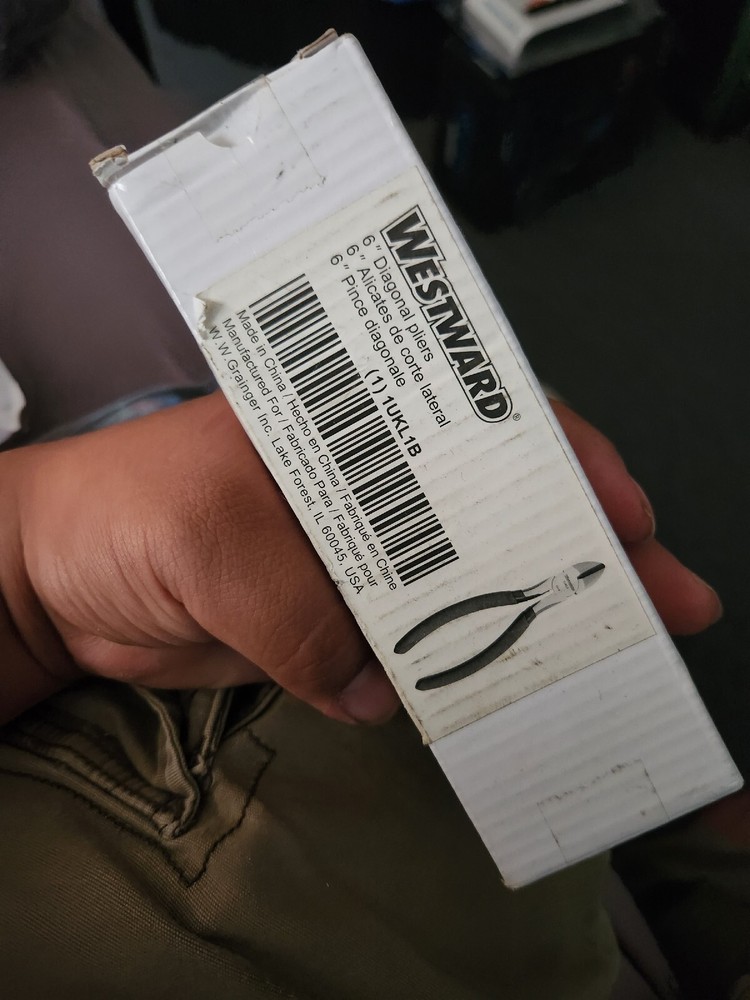 WESTWARD®
6" Diagonal pliers
6" Alicates de corte lateral
6" Pince diagonale
(1) 1UKL1B
Made in China / Hecho en China / Fabriqué en Chine
Manufactured For / Fabricado Para / Fabriqué pour
W.W. Grainger Inc. Lake Forest, IL 60045, USA